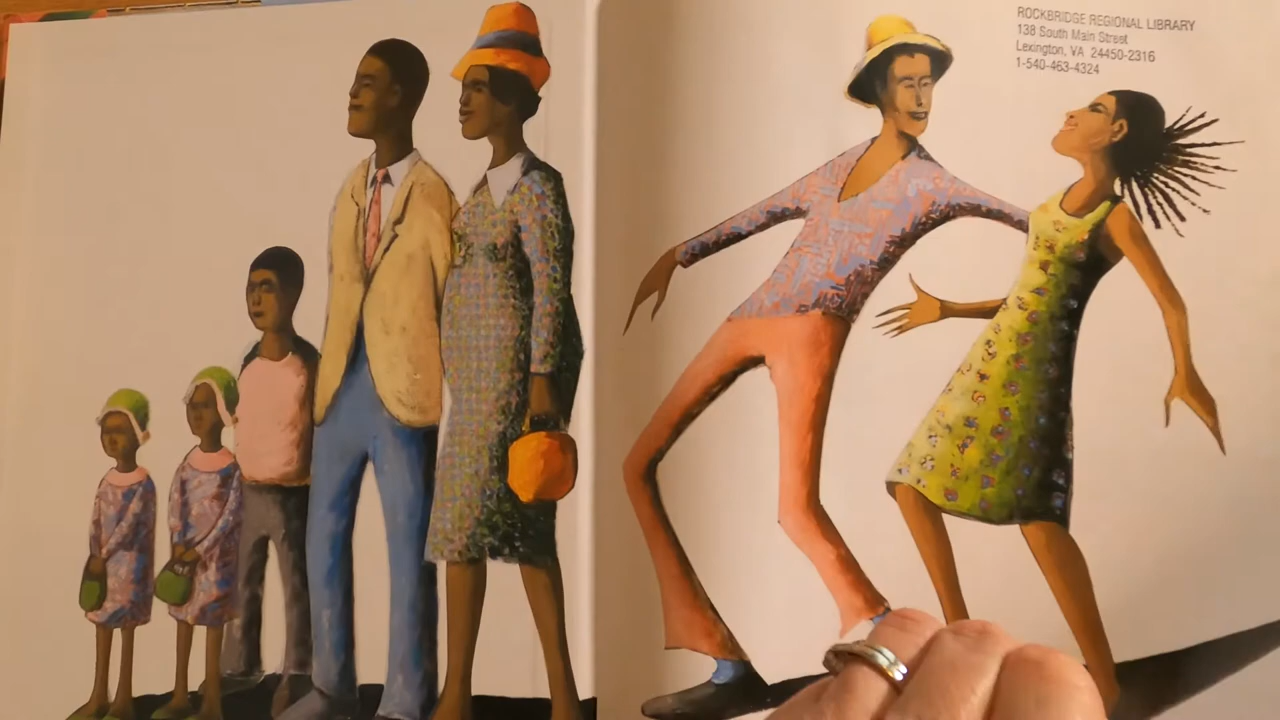 ROCKBRIDGE REGIONAL LIBRARY
138 South Main Street
Lexington, VA 24450-2316
1-540-463-4324